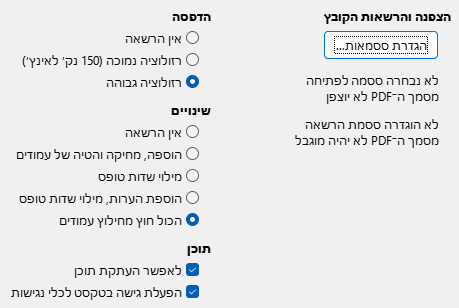 הצפנה והרשאות הקובץ
הגדרת ססמאות...
לא נבחרה ססמה לפתיחה
מסמך ה־PDF לא יוצפן
לא הוגדרה ססמת הרשאה
מסמך ה־PDF לא יהיה מוגבל
הדפסה
אין הרשאה
רזולוציה נמוכה (150 נק׳ לאינץ׳)
רזולוציה גבוהה
שינויים
אין הרשאה
הוספה, מחיקה והטיה של עמודים
מילוי שדות טופס
הוספת הערות, מילוי שדות טופס
הכול חוץ מחילוץ עמודים
תוכן
לאפשר העתקת תוכן
הפעלת גישה בטקסט לכלי נגישות